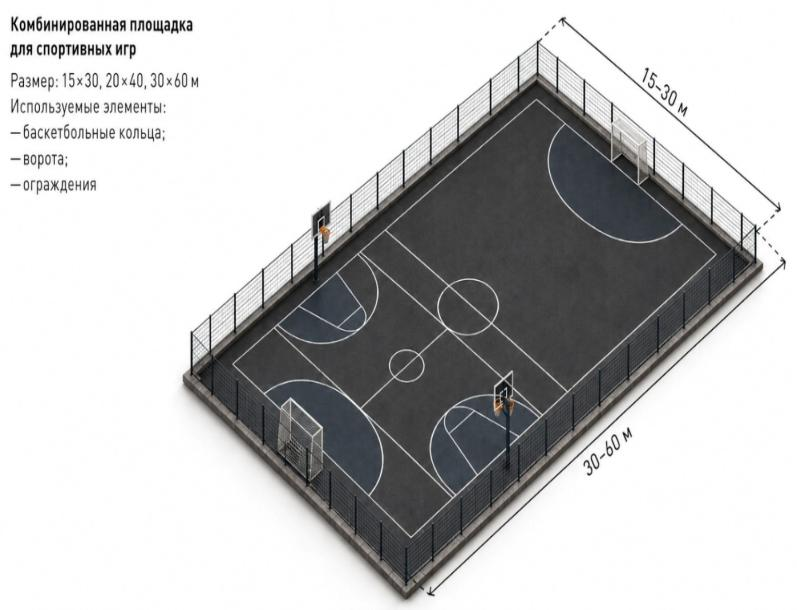 Комбинированная площадка
для спортивных игр
Размер: 15×30, 20×40, 30×60 м
Используемые элементы:
— баскетбольные кольца;
— ворота;
— ограждения
15–30 м
30–60 м